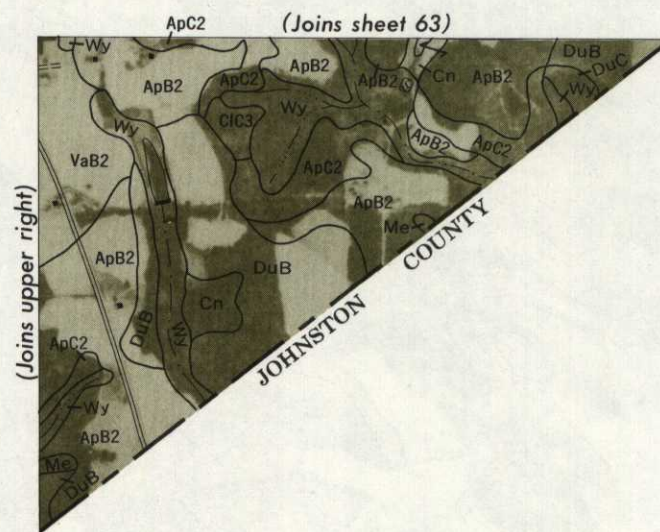 ApC2
(Joins sheet 63)
Wy
ApB2
ApC2
ApB2
ApB2
Cn
ApB2
DuB
DuC
Wy
Wy
ClC3
Wy
VaB2
ApC2
ApB2
ApC2
ApB2
Me
(Joins upper right)
ApB2
DuB
DuB
Cn
Wy
JOHNSTON COUNTY
ApC2
Wy
ApB2
Me
DuB